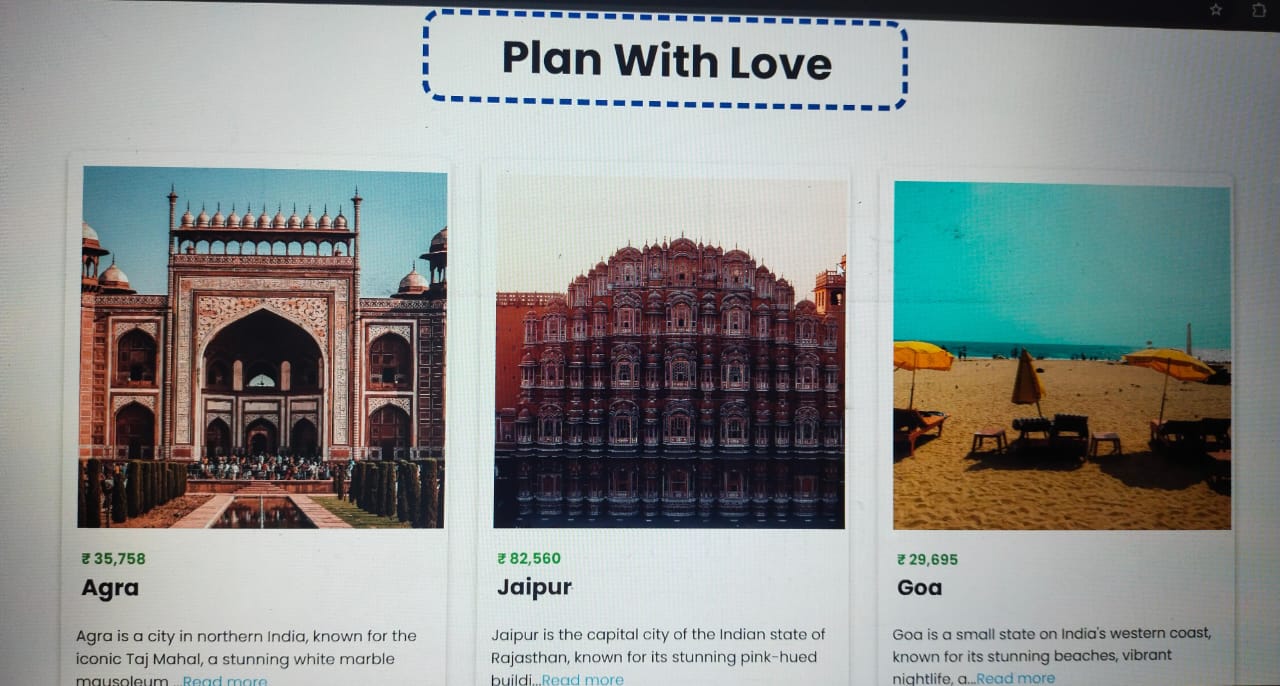 Plan With Love
₹ 35,758
Agra
Agra is a city in northern India, known for the
iconic Taj Mahal, a stunning white marble
mausoleum ...Read more
₹ 82,560
Jaipur
Jaipur is the capital city of the Indian state of
Rajasthan, known for its stunning pink-hued
buildi...Read more
₹ 29,695
Goa
Goa is a small state on India's western coast,
known for its stunning beaches, vibrant
nightlife, a...Read more